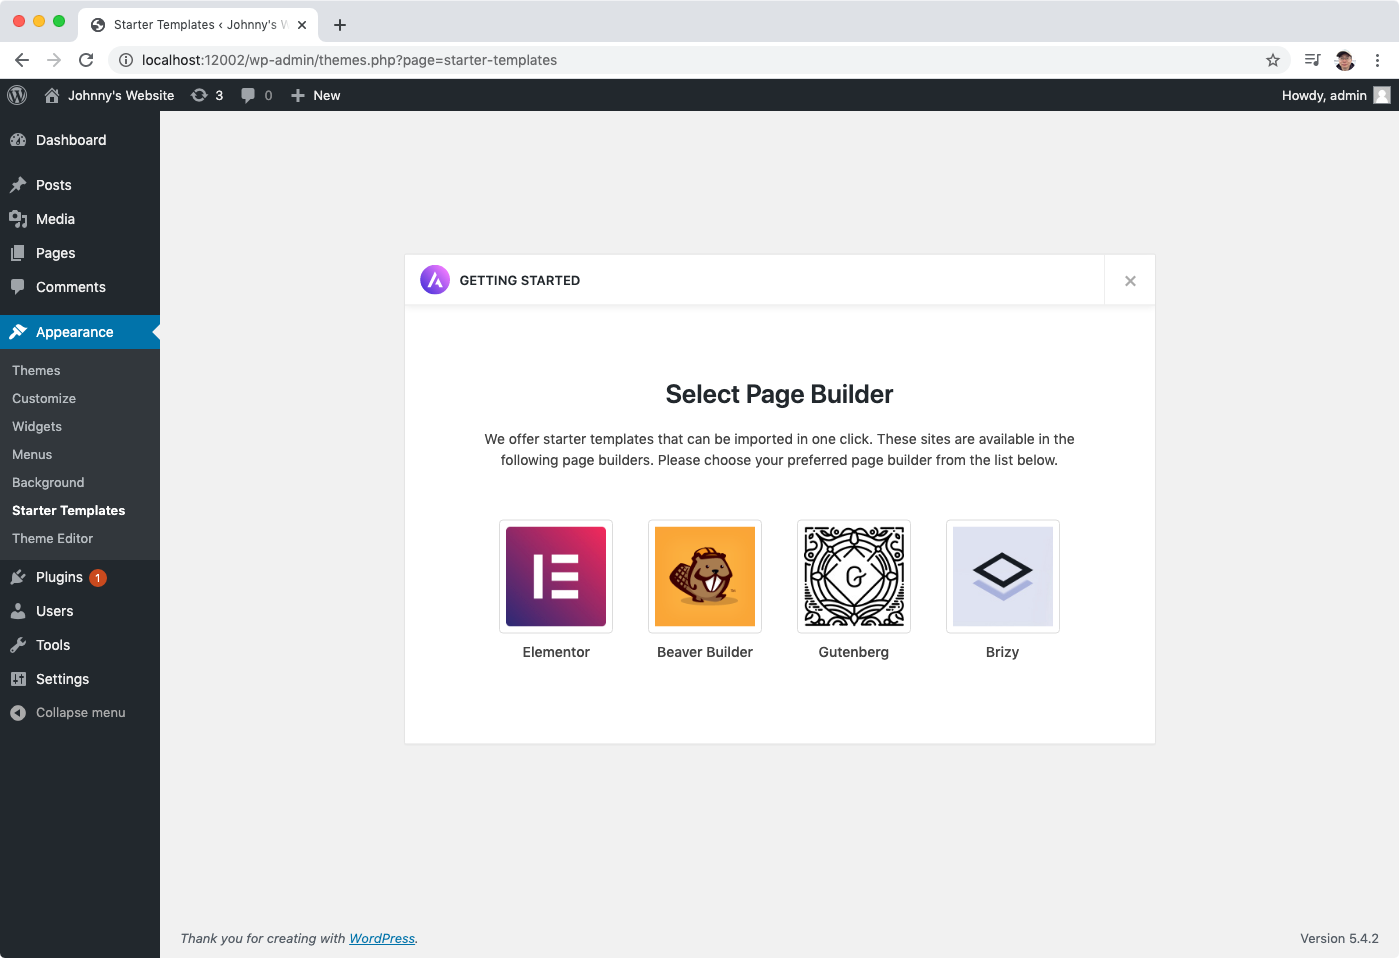 Starter Templates ‹ Johnny's W
localhost:12002/wp-admin/themes.php?page=starter-templates
Johnny's Website 3 0 New Howdy, admin
Dashboard
Posts
Media
Pages
Comments
Appearance
Themes
Customize
Widgets
Menus
Background
Starter Templates
Theme Editor
Plugins 1
Users
Tools
Settings
Collapse menu
GETTING STARTED
Select Page Builder
We offer starter templates that can be imported in one click. These sites are available in the
following page builders. Please choose your preferred page builder from the list below.
G
Elementor Beaver Builder Gutenberg Brizy
Thank you for creating with WordPress. Version 5.4.2